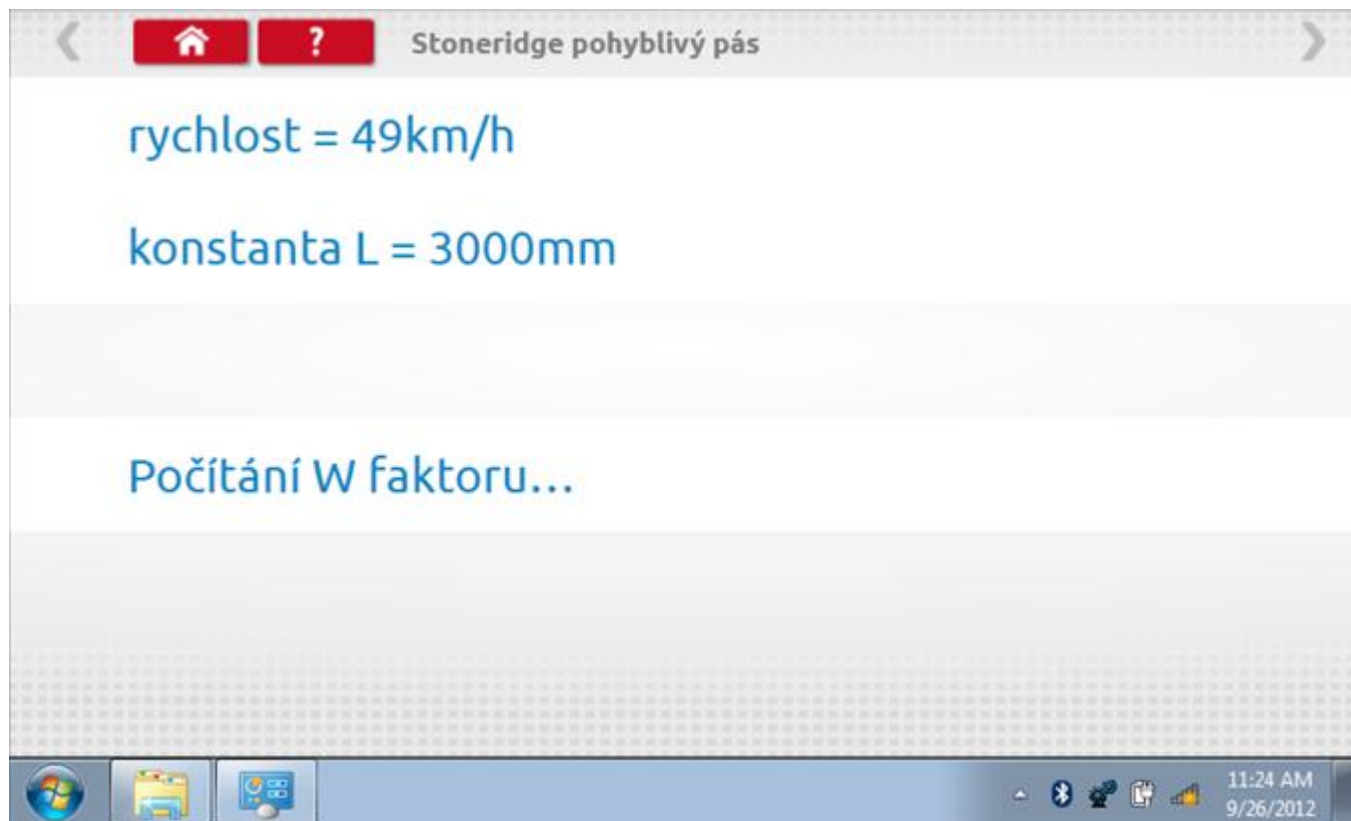 ? Stoneridge pohyblivý pás
rychlost = 49km/h
konstanta L = 3000mm
Počítání W faktoru...
11:24 AM
9/26/2012